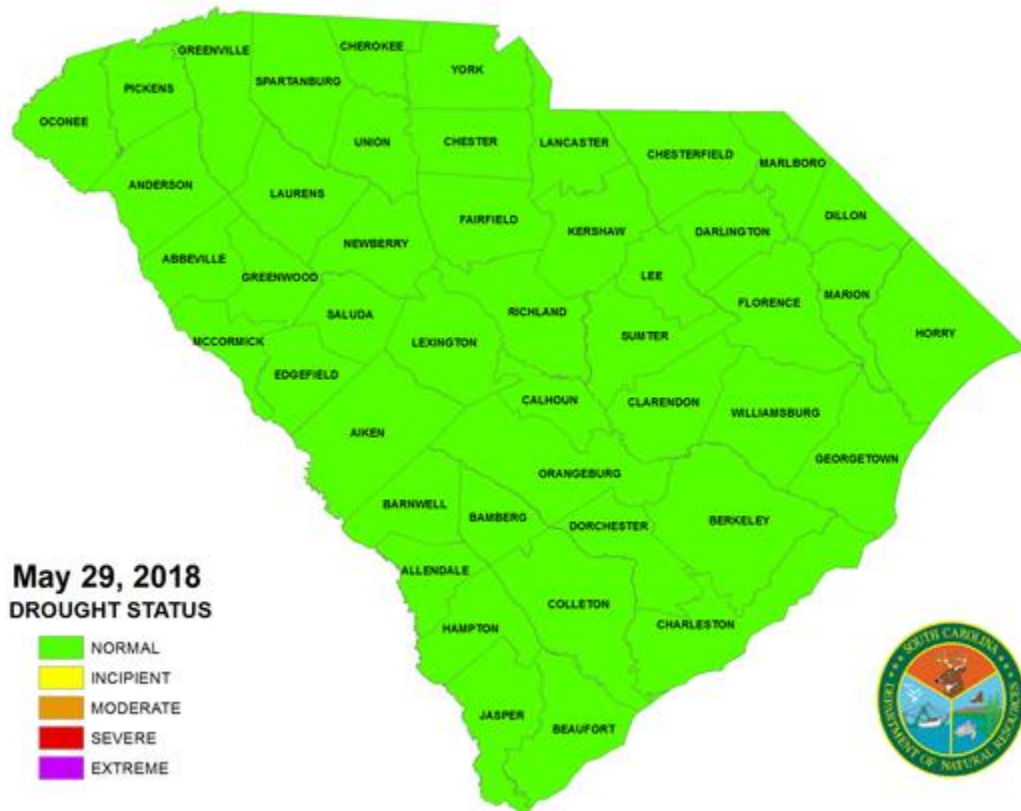 GREENVILLE
CHEROKEE
YORK
PICKENS
SPARTANBURG
OCONEE
UNION
CHESTER
LANCASTER
CHESTERFIELD
MARLBORO
ANDERSON
LAURENS
FAIRFIELD
KERSHAW
DARLINGTON
DILLON
ABBEVILLE
NEWBERRY
GREENWOOD
LEE
FLORENCE
MARION
SALUDA
RICHLAND
HORRY
MCCORMICK
LEXINGTON
SUMTER
EDGEFIELD
CALHOUN
CLARENDON
WILLIAMSBURG
AIKEN
GEORGETOWN
ORANGEBURG
BARNWELL
BAMBERG
DORCHESTER
BERKELEY
ALLENDALE
COLLETON
HAMPTON
CHARLESTON
JASPER
BEAUFORT
May 29, 2018
DROUGHT STATUS
NORMAL
INCIPIENT
MODERATE
SEVERE
EXTREME
SOUTH CAROLINA
DEPARTMENT OF NATURAL RESOURCES